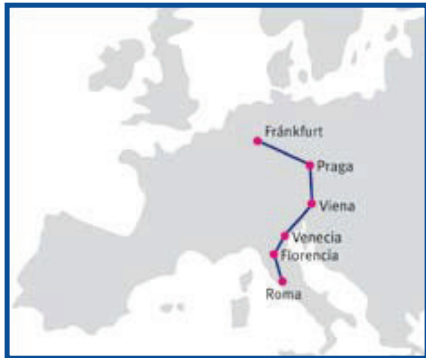 Fránkfurt
Praga
Viena
Venecia
Florencia
Roma